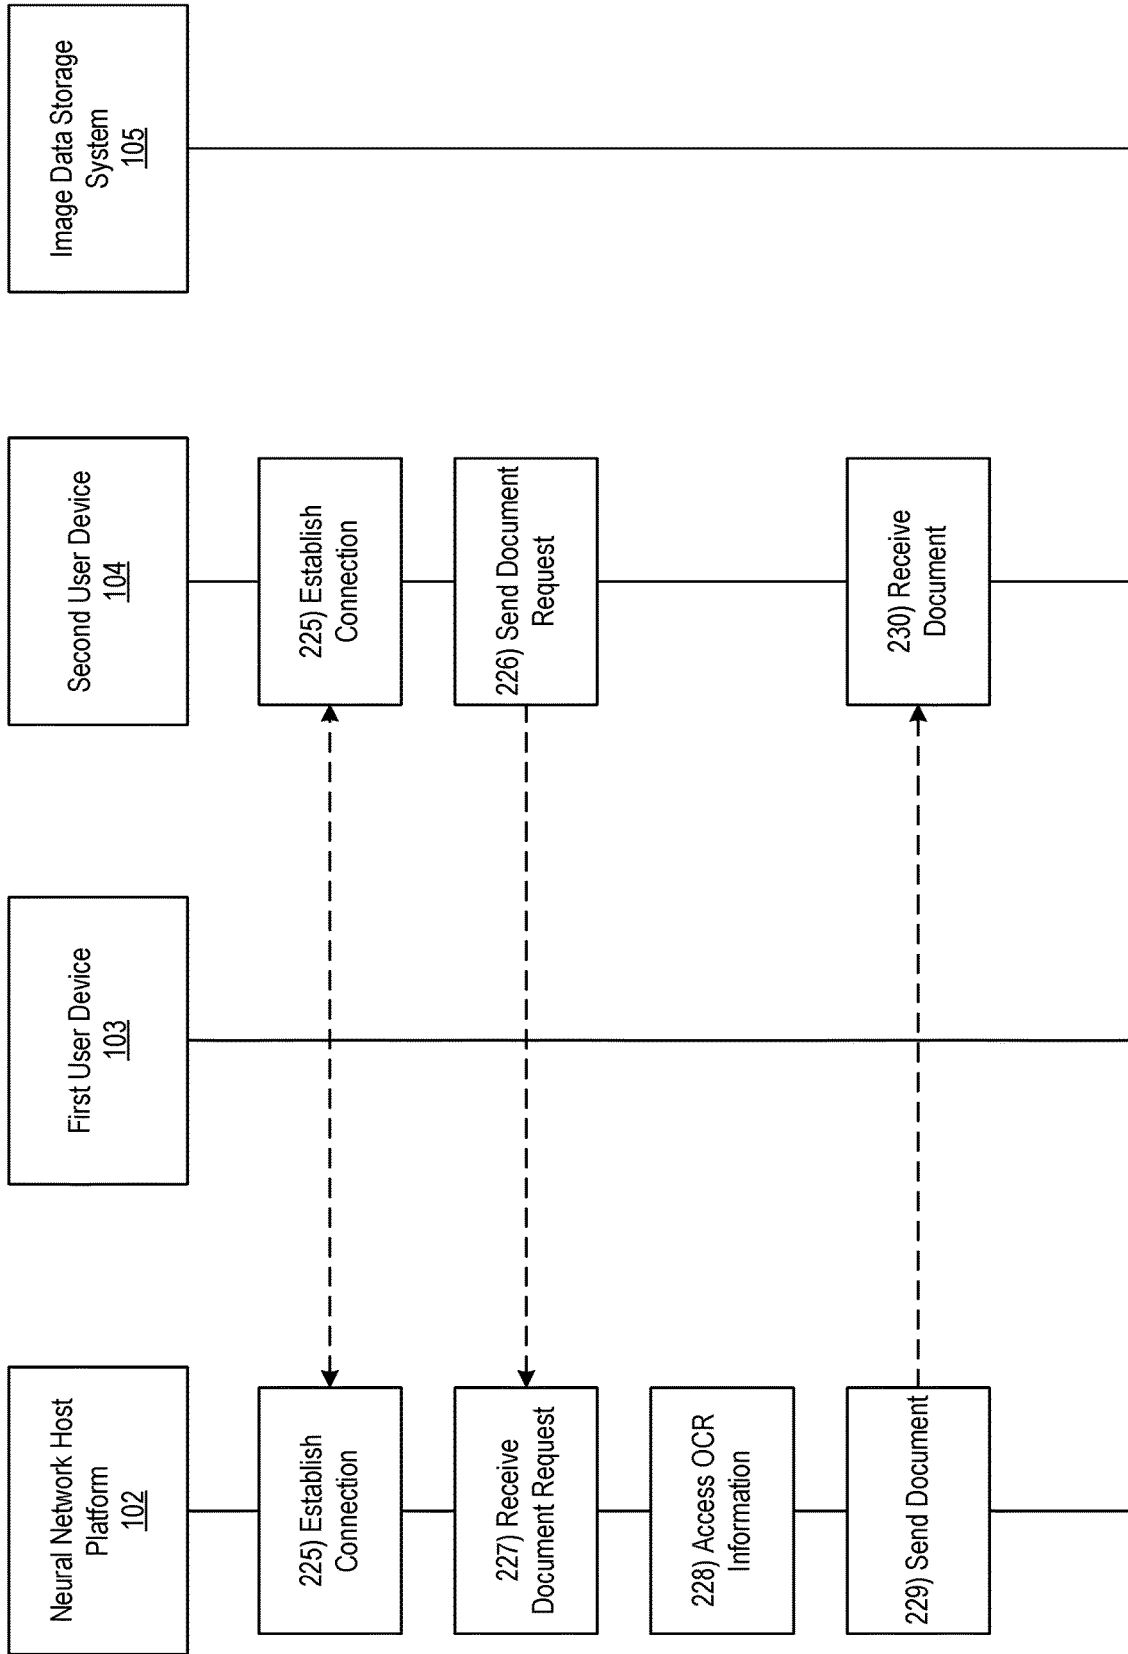 Neural Network Host
Platform
102
First User Device
103
Second User Device
104
Image Data Storage
System
105
225) Establish
Connection
225) Establish
Connection
227) Receive
Document Request
226) Send Document
Request
228) Access OCR
Information
229) Send Document
230) Receive
Document